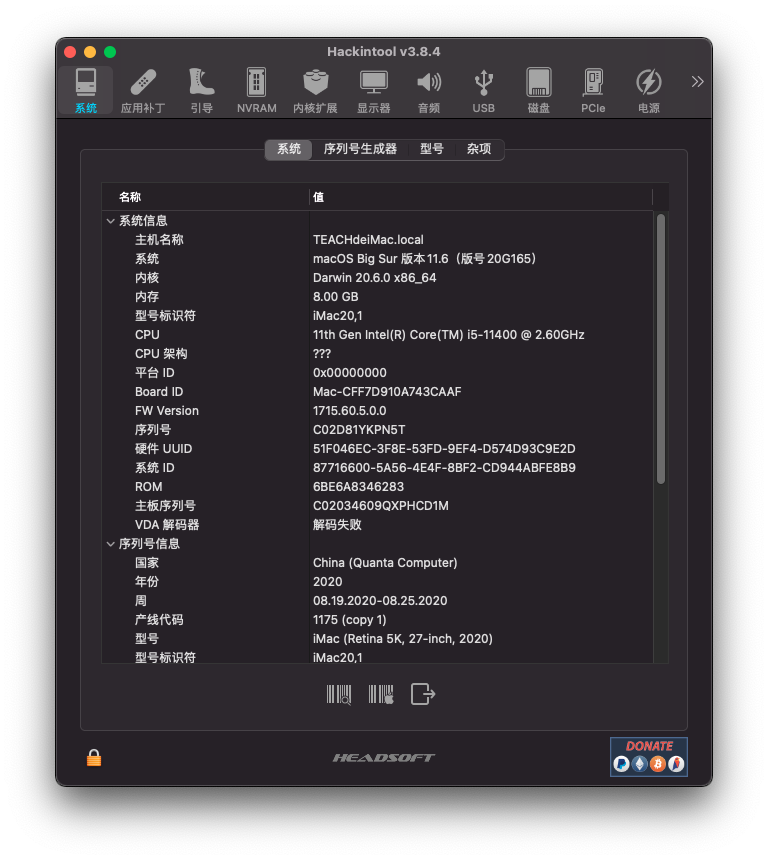 Hackintool v3.8.4
系统 应用补丁 引导 NVRAM 内核扩展 显示器 音频 USB 磁盘 PCIe 电源
系统 序列号生成器 型号 杂项
名称 值
系统信息
主机名称 TEACHdeiMac.local
系统 macOS Big Sur 版本11.6（版号20G165）
内核 Darwin 20.6.0 x86_64
内存 8.00 GB
型号标识符 iMac20,1
CPU 11th Gen Intel(R) Core(TM) i5-11400 @ 2.60GHz
CPU 架构 ???
平台 ID 0x00000000
Board ID Mac-CFF7D910A743CAAF
FW Version 1715.60.5.0.0
序列号 C02D81YKPN5T
硬件 UUID 51F046EC-3F8E-53FD-9EF4-D574D93C9E2D
系统 ID 87716600-5A56-4E4F-8BF2-CD944ABFE8B9
ROM 6BE6A8346283
主板序列号 C02034609QXPHCD1M
VDA 解码器 解码失败
序列号信息
国家 China (Quanta Computer)
年份 2020
周 08.19.2020-08.25.2020
产线代码 1175 (copy 1)
型号 iMac (Retina 5K, 27-inch, 2020)
型号标识符 iMac20,1
HEADSOFT
DONATE